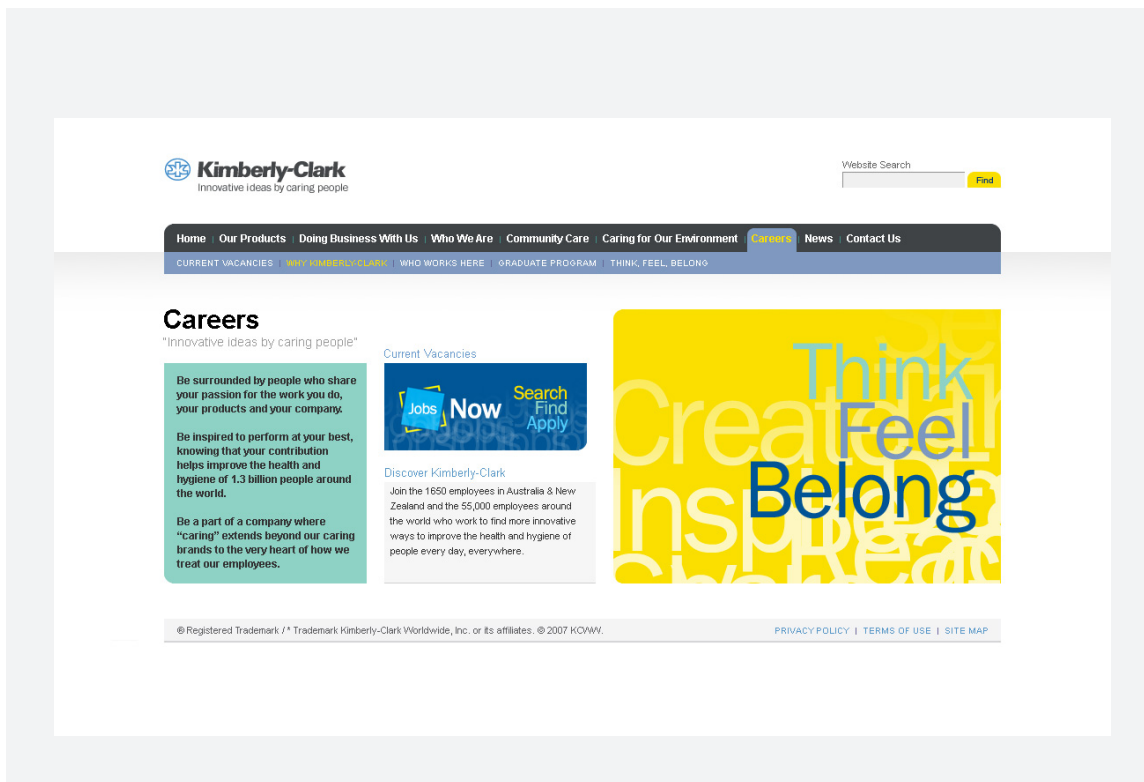 Kimberly-Clark
Innovative ideas by caring people
Website Search
Find
Home | Our Products | Doing Business With Us | Who We Are | Community Care | Caring for Our Environment | Careers | News | Contact Us
CURRENT VACANCIES | WHY KIMBERLY-CLARK | WHO WORKS HERE | GRADUATE PROGRAM | THINK, FEEL, BELONG
Careers
"Innovative ideas by caring people"
Be surrounded by people who share
your passion for the work you do,
your products and your company.
Be inspired to perform at your best,
knowing that your contribution
helps improve the health and
hygiene of 1.3 billion people around
the world.
Be a part of a company where
“caring” extends beyond our caring
brands to the very heart of how we
treat our employees.
Current Vacancies
Jobs Now
Search
Find
Apply
Discover Kimberly-Clark
Join the 1650 employees in Australia & New
Zealand and the 55,000 employees around
the world who work to find more innovative
ways to improve the health and hygiene of
people every day, everywhere.
Think
Feel
Belong
Create
Inspire
® Registered Trademark / * Trademark Kimberly-Clark Worldwide, Inc. or its affiliates. © 2007 KCWW.
PRIVACY POLICY | TERMS OF USE | SITE MAP